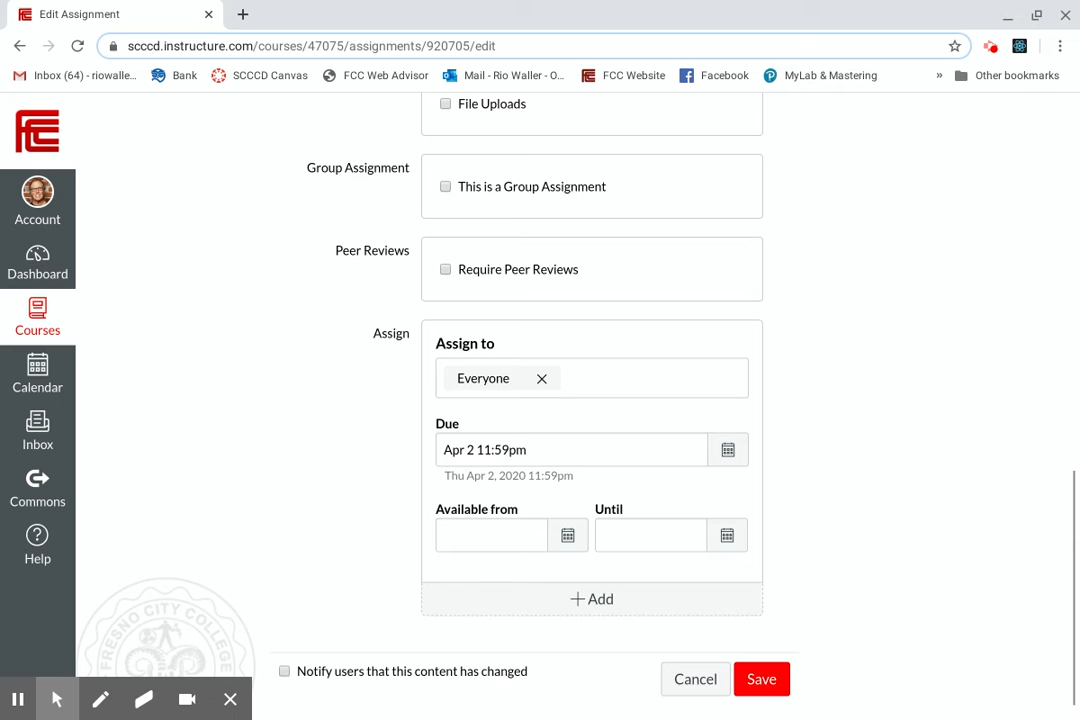 Edit Assignment
scccd.instructure.com/courses/47075/assignments/920705/edit
Inbox (64) - riowalle...
Bank
SCCCD Canvas
FCC Web Advisor
Mail - Rio Waller - O...
FCC Website
Facebook
MyLab & Mastering
»
Other bookmarks
FCC
Account
Dashboard
Courses
Calendar
Inbox
Commons
Help
File Uploads
Group Assignment
This is a Group Assignment
Peer Reviews
Require Peer Reviews
Assign
Assign to
Everyone
Due
Apr 2 11:59pm
Thu Apr 2, 2020 11:59pm
Available from
Until
+ Add
Notify users that this content has changed
Cancel
Save
FRESNO CITY COLLEGE